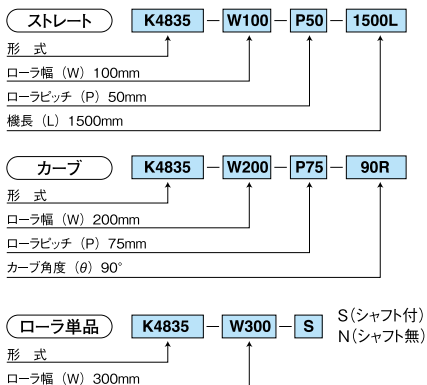 ストレート K4835 － W100 － P50 － 1500L
形　式
ローラ幅（W）100mm
ローラピッチ（P）50mm
機長（L）1500mm
カーブ K4835 － W200 － P75 － 90R
形　式
ローラ幅（W）200mm
ローラピッチ（P）75mm
カーブ角度（θ）90°
ローラ単品 K4835 － W300 － S S（シャフト付）
N（シャフト無）
形　式
ローラ幅（W）300mm